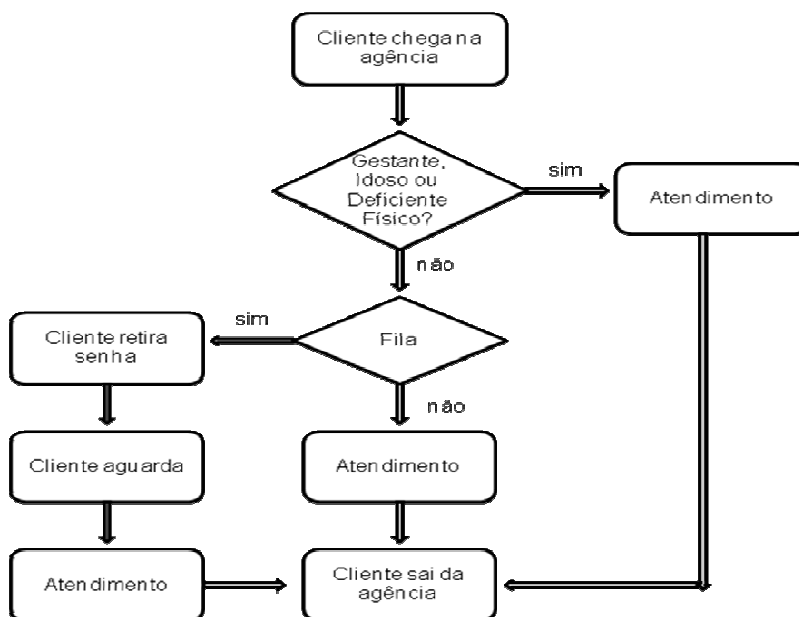 Cliente chega na
agência
Gestante,
Idoso ou
Deficiente
Físico?
sim
Atendimento
não
Fila
sim
Cliente retira
senha
não
Cliente aguarda
Atendimento
Atendimento
Cliente sai da
agência